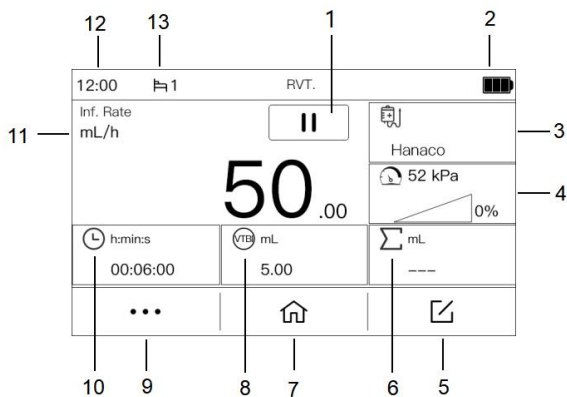 12
13
1
2
12:00
1
RVT.
Inf. Rate
mL/h
11
3
Hanaco
50.00
52 kPa
4
0%
h:min:s
VTBI mL
mL
00:06:00
5.00
---
10
9
8
7
6
5